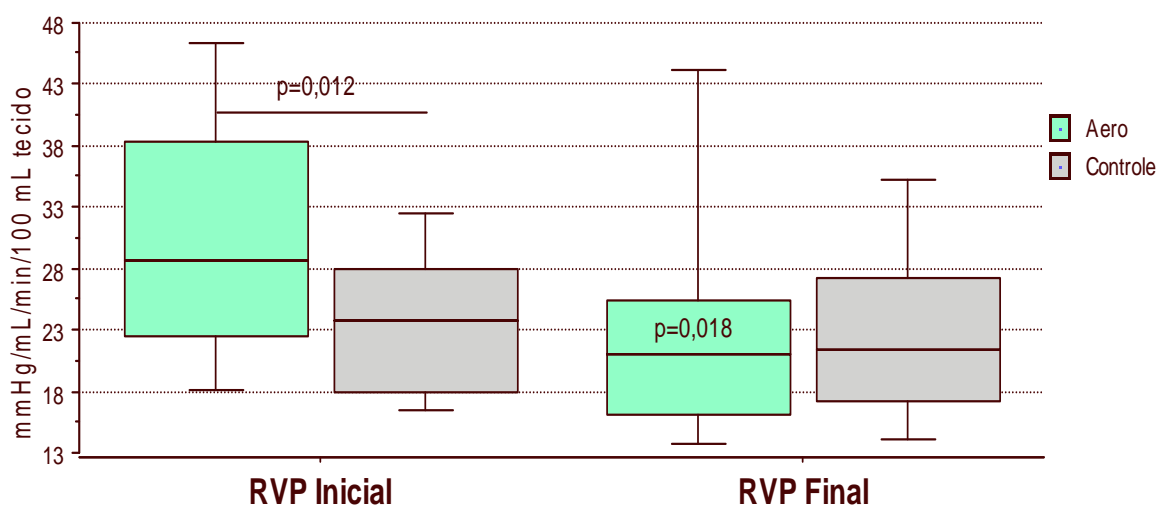 48
43
38
33
28
23
18
13
mmHg/mL/min/100 mL tecido
p=0,012
p=0,018
RVP Inicial
RVP Final
Aero
Controle